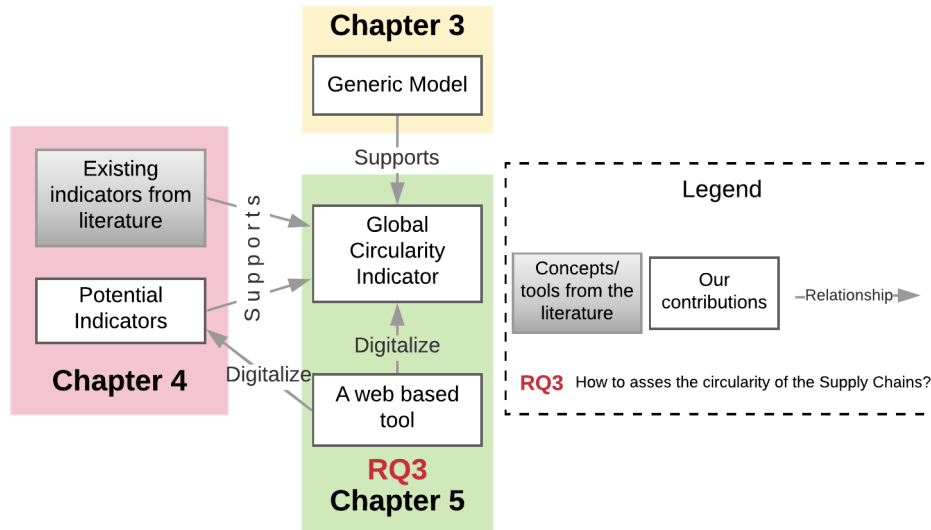 Chapter 3
Generic Model
Supports
Existing
indicators from
literature
Supports
Global
Circularity
Indicator
Potential
Indicators
Chapter 4
Digitalize
Digitalize
A web based
tool
RQ3
Chapter 5
Legend
Concepts/
tools from the
literature
Our
contributions
Relationship
RQ3 How to asses the circularity of the Supply Chains?